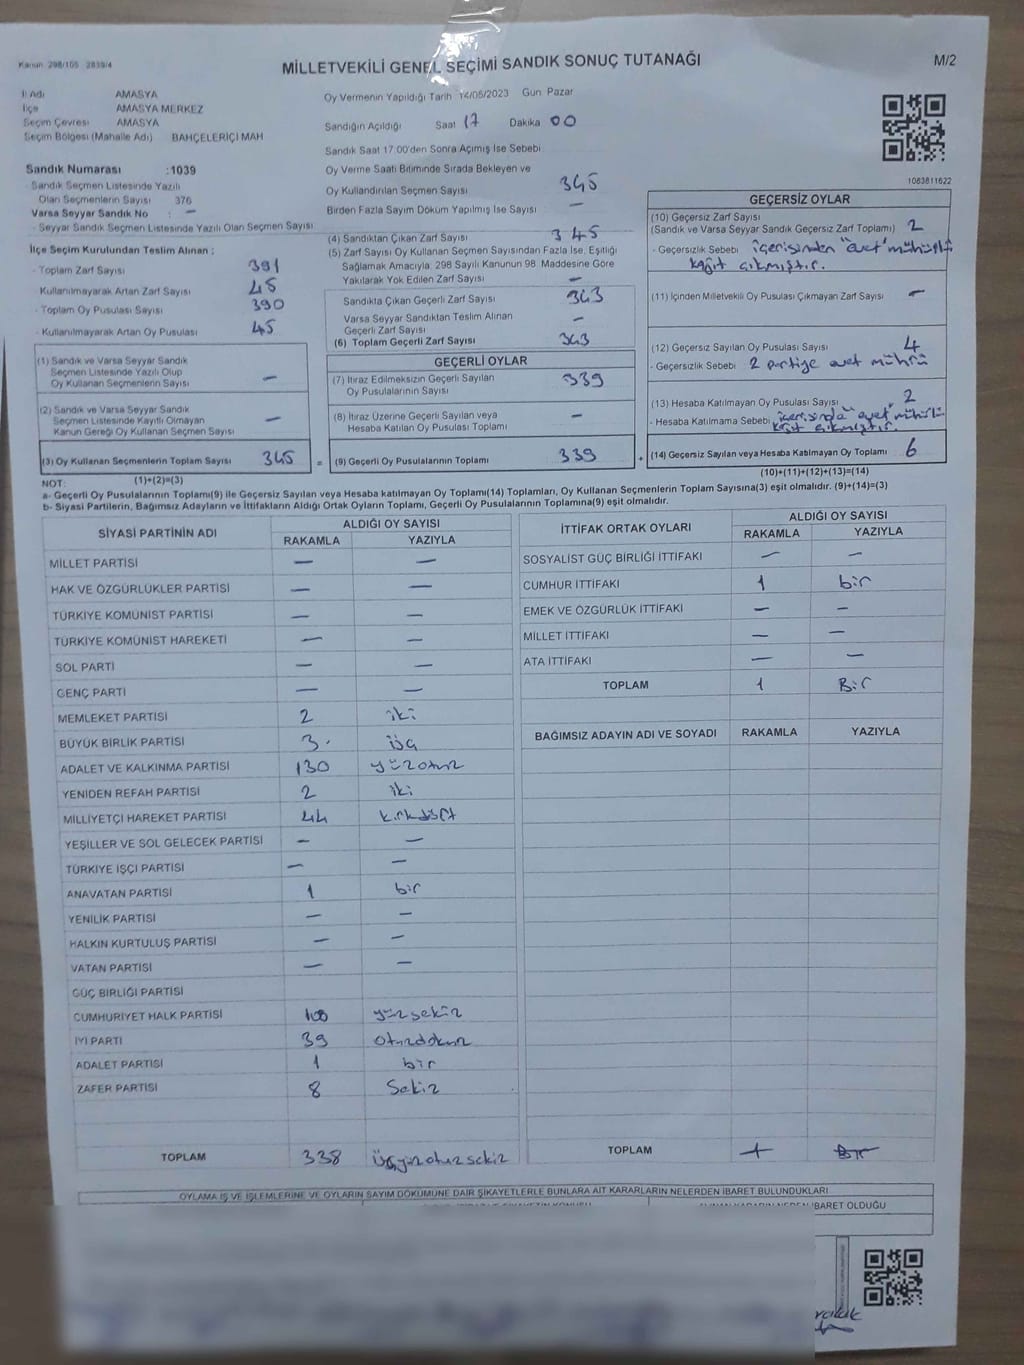 Kanun 298/105 2839/4
MİLLETVEKİLİ GENEL SEÇİMİ SANDIK SONUÇ TUTANAĞI
M/2
İl Adı AMASYA
İlçe AMASYA MERKEZ
Seçim Çevresi AMASYA
Seçim Bölgesi (Mahalle Adı) BAHÇELERİÇİ MAH
Sandık Numarası :1039
- Sandık Seçmen Listesinde Yazılı
Olan Seçmenlerin Sayısı 376
Varsa Seyyar Sandık No : —
- Seyyar Sandık Seçmen Listesinde Yazılı Olan Seçmen Sayısı
İlçe Seçim Kurulundan Teslim Alınan :
- Toplam Zarf Sayısı 391
Kullanılmayarak Artan Zarf Sayısı 45
- Toplam Oy Pusulası Sayısı 390
- Kullanılmayarak Artan Oy Pusulası 45
(1) Sandık ve Varsa Seyyar Sandık
Seçmen Listesinde Yazılı Olup
Oy Kullanan Seçmenlerin Sayısı —
(2) Sandık ve Varsa Seyyar Sandık
Seçmen Listesinde Kayıtlı Olmayan
Kanun Gereği Oy Kullanan Seçmen Sayısı —
(3) Oy Kullanan Seçmenlerin Toplam Sayısı 345 =
(1)+(2)=(3)
Oy Vermenin Yapıldığı Tarih 14/05/2023 Gün: Pazar
Sandığın Açıldığı Saat 17 Dakika 00
Sandık Saat 17:00'den Sonra Açımış İse Sebebi
Oy Verme Saati Bitiminde Sırada Bekleyen ve
Oy Kullandırılan Seçmen Sayısı 345
Birden Fazla Sayım Döküm Yapılmış İse Sayısı —
(4) Sandıktan Çıkan Zarf Sayısı 345
(5) Zarf Sayısı Oy Kullanan Seçmen Sayısından Fazla İse, Eşitliği
Sağlamak Amacıyla; 298 Sayılı Kanunun 98. Maddesine Göre
Yakılarak Yok Edilen Zarf Sayısı —
Sandıkta Çıkan Geçerli Zarf Sayısı 343
Varsa Seyyar Sandıktan Teslim Alınan
Geçerli Zarf Sayısı —
(6) Toplam Geçerli Zarf Sayısı 343
GEÇERLİ OYLAR
(7) İtiraz Edilmeksizin Geçerli Sayılan
Oy Pusulalarının Sayısı 339
(8) İtiraz Üzerine Geçerli Sayılan veya
Hesaba Katılan Oy Pusulası Toplamı —
(9) Geçerli Oy Pusulalarının Toplamı 339 +
1083811622
GEÇERSİZ OYLAR
(10) Geçersiz Zarf Sayısı
(Sandık ve Varsa Seyyar Sandık Geçersiz Zarf Toplamı) 2
- Geçersizlik Sebebi içerisinden "evet" mühürlü
kağıt çıkmıştır.
(11) İçinden Milletvekili Oy Pusulası Çıkmayan Zarf Sayısı —
(12) Geçersiz Sayılan Oy Pusulası Sayısı 4
- Geçersizlik Sebebi 2 partiye evet mührü
(13) Hesaba Katılmayan Oy Pusulası Sayısı 2
- Hesaba Katılmama Sebebi içerisinde "evet" mühürlü
kağıt çıkmıştır.
(14) Geçersiz Sayılan veya Hesaba Katılmayan Oy Toplamı 6
(10)+(11)+(12)+(13)=(14)
NOT:
a- Geçerli Oy Pusulalarının Toplamı(9) ile Geçersiz Sayılan veya Hesaba katılmayan Oy Toplamı(14) Toplamları, Oy Kullanan Seçmenlerin Toplam Sayısına(3) eşit olmalıdır. (9)+(14)=(3)
b- Siyasi Partilerin, Bağımsız Adayların ve İttifakların Aldığı Ortak Oyların Toplamı, Geçerli Oy Pusulalarının Toplamına(9) eşit olmalıdır.
SİYASİ PARTİNİN ADI ALDIĞI OY SAYISI
RAKAMLA YAZIYLA
MİLLET PARTİSİ — —
HAK VE ÖZGÜRLÜKLER PARTİSİ — —
TÜRKİYE KOMÜNİST PARTİSİ — —
TÜRKİYE KOMÜNİST HAREKETİ — —
SOL PARTİ — —
GENÇ PARTİ — —
MEMLEKET PARTİSİ 2 iki
BÜYÜK BİRLİK PARTİSİ 3 üç
ADALET VE KALKINMA PARTİSİ 130 yüzotuz
YENİDEN REFAH PARTİSİ 2 iki
MİLLİYETÇİ HAREKET PARTİSİ 44 kırkdört
YEŞİLLER VE SOL GELECEK PARTİSİ — —
TÜRKİYE İŞÇİ PARTİSİ — —
ANAVATAN PARTİSİ 1 bir
YENİLİK PARTİSİ — —
HALKIN KURTULUŞ PARTİSİ — —
VATAN PARTİSİ — —
GÜÇ BİRLİĞİ PARTİSİ
CUMHURİYET HALK PARTİSİ 108 yüzsekiz
İYİ PARTİ 39 otuzdokuz
ADALET PARTİSİ 1 bir
ZAFER PARTİSİ 8 Sekiz
TOPLAM 338 üçyüzotuzsekiz
İTTİFAK ORTAK OYLARI ALDIĞI OY SAYISI
RAKAMLA YAZIYLA
SOSYALİST GÜÇ BİRLİĞİ İTTİFAKI — —
CUMHUR İTTİFAKI 1 bir
EMEK VE ÖZGÜRLÜK İTTİFAKI — —
MİLLET İTTİFAKI — —
ATA İTTİFAKI — —
TOPLAM 1 Bir
BAĞIMSIZ ADAYIN ADI VE SOYADI RAKAMLA YAZIYLA
TOPLAM
OYLAMA İŞ VE İŞLEMLERİNE VE OYLARIN SAYIM DÖKÜMÜNE DAİR ŞİKAYETLERLE BUNLARA AİT KARARLARIN NELERDEN İBARET BULUNDUKLARI
İBARET OLDUĞU